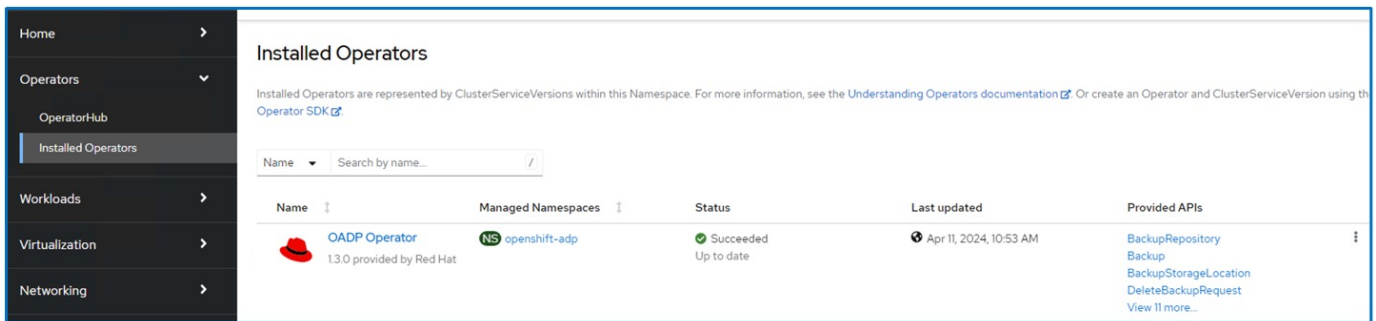 Home
Operators
OperatorHub
Installed Operators
Workloads
Virtualization
Networking
Installed Operators
Installed Operators are represented by ClusterServiceVersions within this Namespace. For more information, see the Understanding Operators documentation. Or create an Operator and ClusterServiceVersion using th
Operator SDK.
Name Search by name... /
Name Managed Namespaces Status Last updated Provided APIs
OADP Operator NS openshift-adp Succeeded Apr 11, 2024, 10:53 AM BackupRepository
1.3.0 provided by Red Hat Up to date Backup
BackupStorageLocation
DeleteBackupRequest
View 11 more...